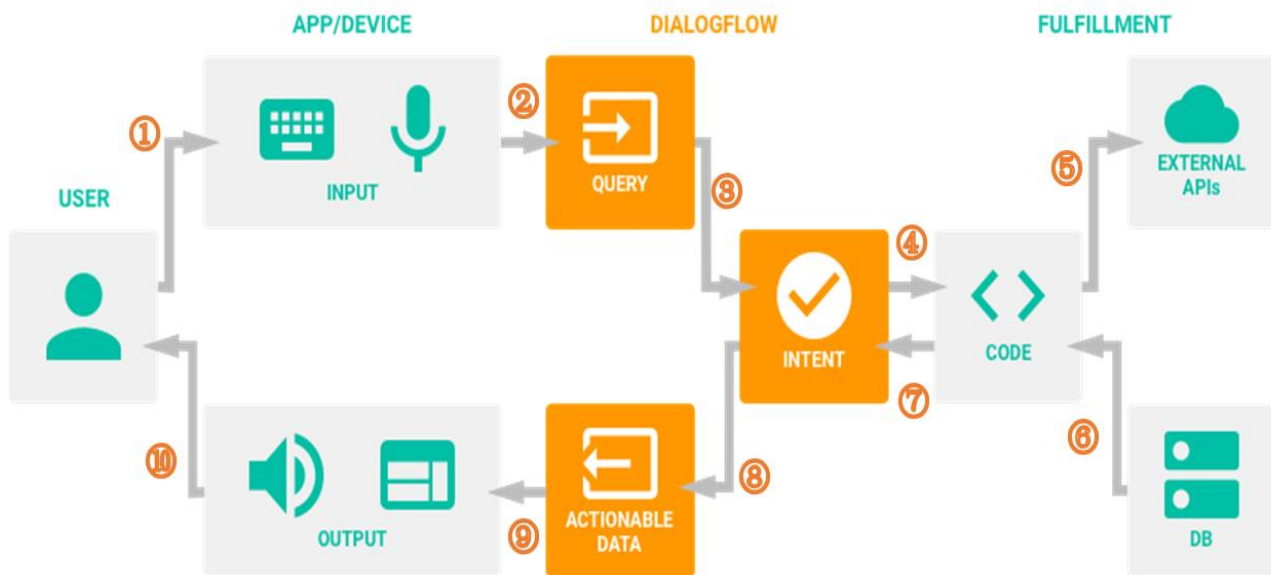 APP/DEVICE
DIALOGFLOW
FULFILLMENT
①
②
INPUT
QUERY
③
⑤
EXTERNAL
APIs
USER
④
INTENT
CODE
⑦
⑥
⑩
OUTPUT
⑨
ACTIONABLE
DATA
⑧
DB